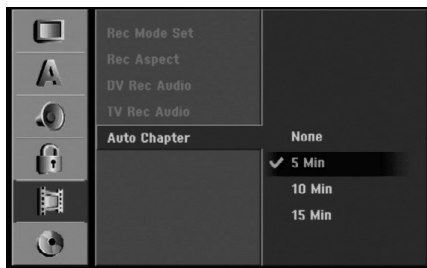 A
Rec Mode Set
Rec Aspect
DV Rec Audio
TV Rec Audio
Auto Chapter
None
5 Min
10 Min
15 Min